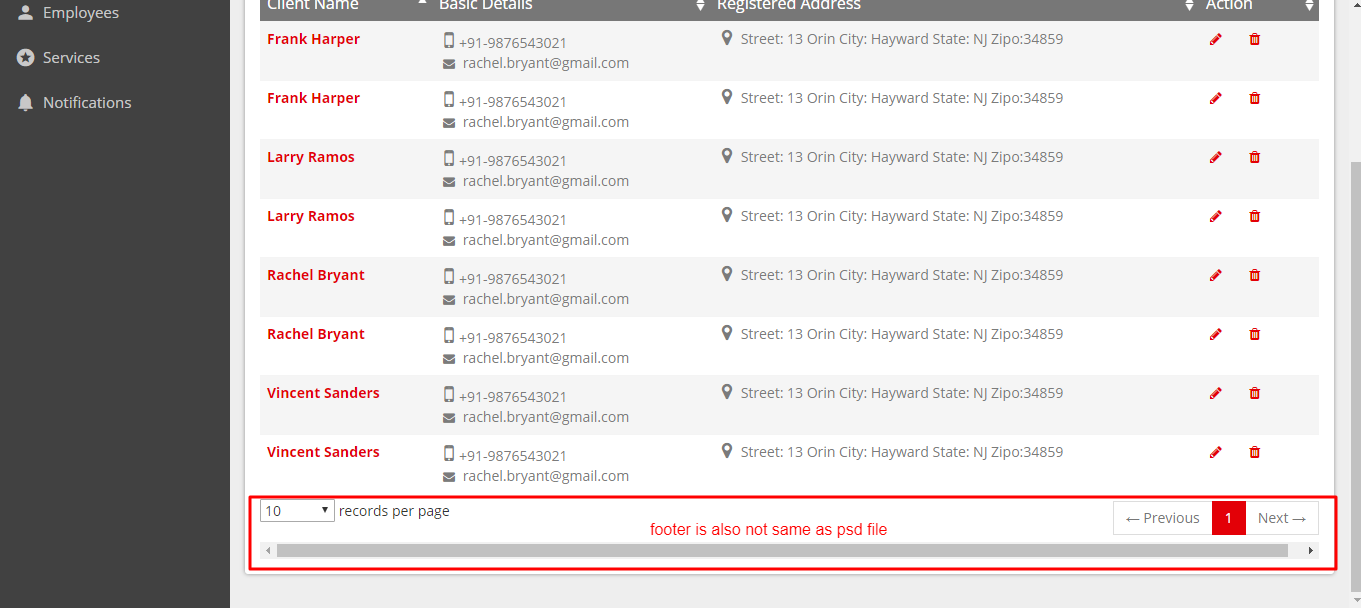 Employees
Services
Notifications
Client Name Basic Details Registered Address Action
Frank Harper +91-9876543021 Street: 13 Orin City: Hayward State: NJ Zipo:34859
rachel.bryant@gmail.com
Frank Harper +91-9876543021 Street: 13 Orin City: Hayward State: NJ Zipo:34859
rachel.bryant@gmail.com
Larry Ramos +91-9876543021 Street: 13 Orin City: Hayward State: NJ Zipo:34859
rachel.bryant@gmail.com
Larry Ramos +91-9876543021 Street: 13 Orin City: Hayward State: NJ Zipo:34859
rachel.bryant@gmail.com
Rachel Bryant +91-9876543021 Street: 13 Orin City: Hayward State: NJ Zipo:34859
rachel.bryant@gmail.com
Rachel Bryant +91-9876543021 Street: 13 Orin City: Hayward State: NJ Zipo:34859
rachel.bryant@gmail.com
Vincent Sanders +91-9876543021 Street: 13 Orin City: Hayward State: NJ Zipo:34859
rachel.bryant@gmail.com
Vincent Sanders +91-9876543021 Street: 13 Orin City: Hayward State: NJ Zipo:34859
rachel.bryant@gmail.com
10 records per page ← Previous 1 Next →
footer is also not same as psd file